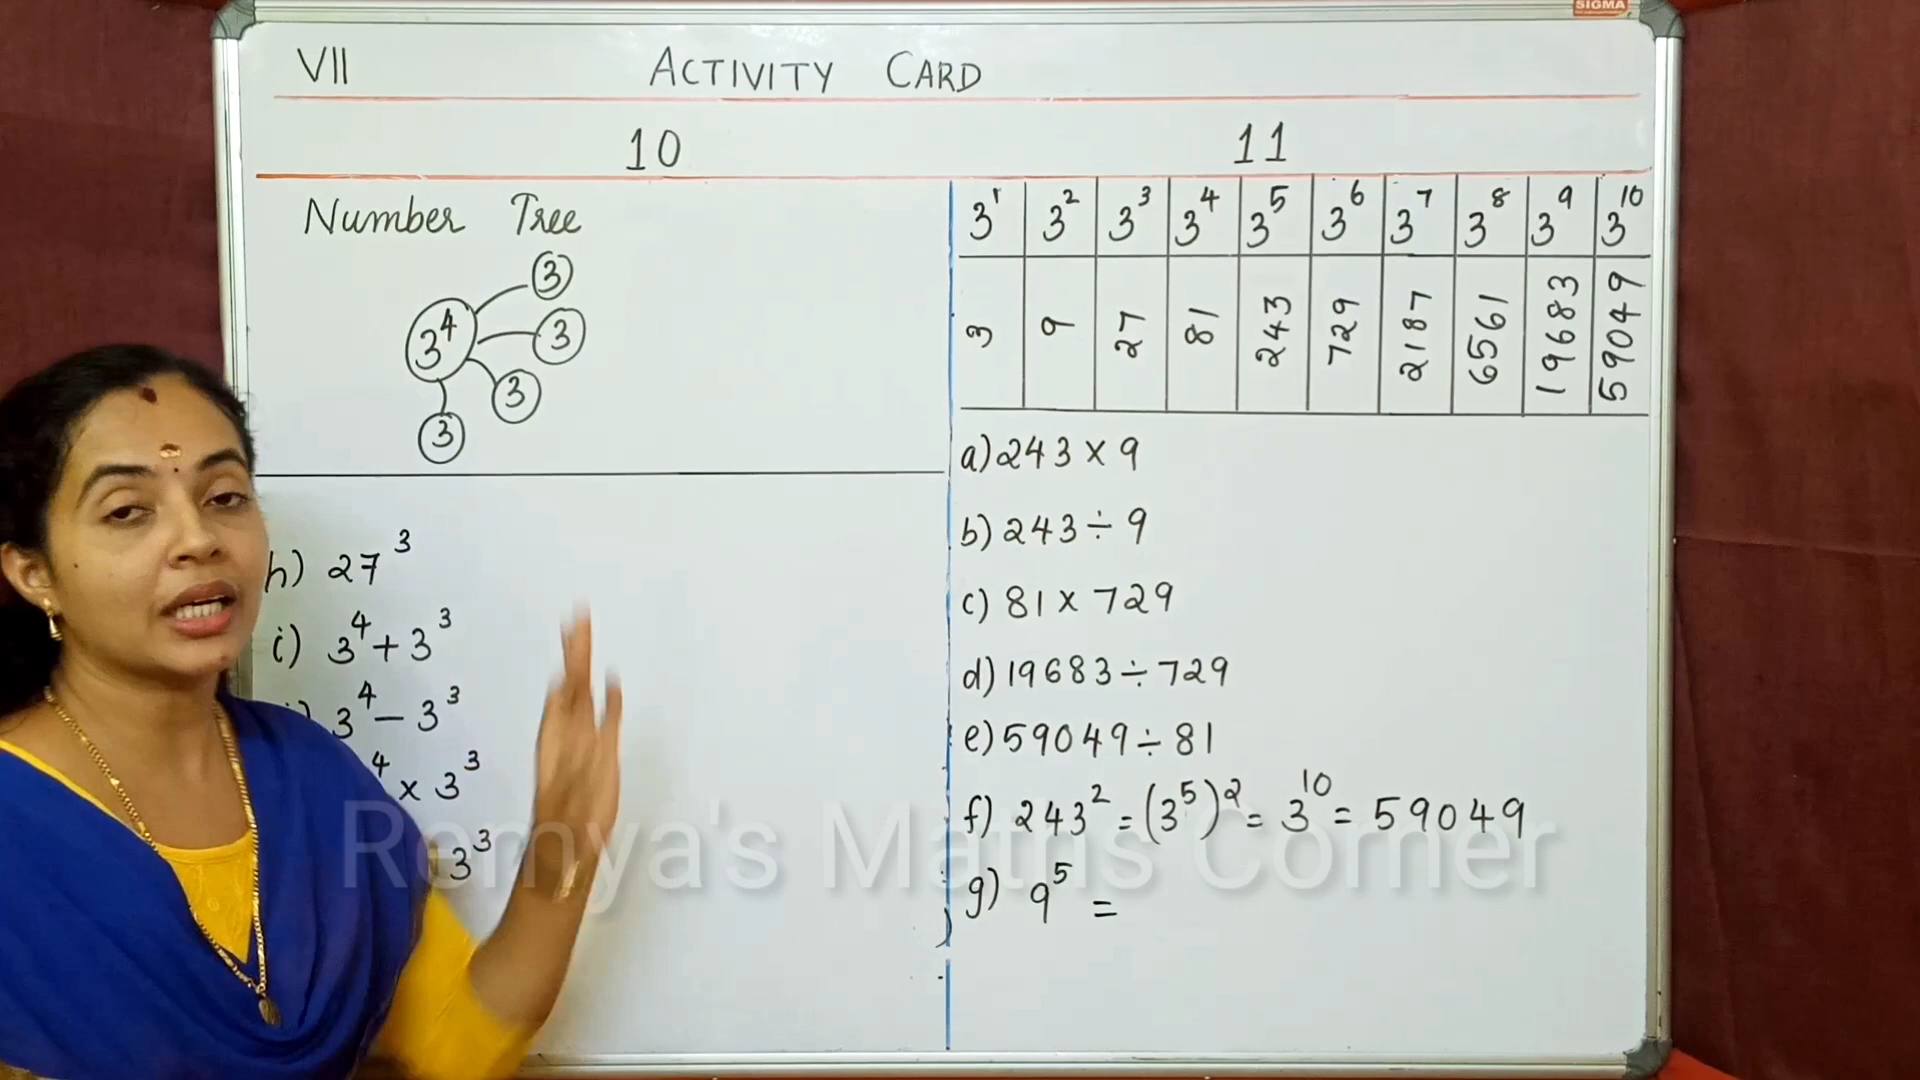 SIGMA
VII ACTIVITY CARD
10
Number Tree
3⁴
3
3
3
3
h) 27³
i) 3⁴ + 3³
3⁴ − 3³
⁴ × 3³
3³
11
3¹ 3² 3³ 3⁴ 3⁵ 3⁶ 3⁷ 3⁸ 3⁹ 3¹⁰
3 9 27 81 243 729 2187 6561 19683 59049
a) 243 × 9
b) 243 ÷ 9
c) 81 × 729
d) 19683 ÷ 729
e) 59049 ÷ 81
f) 243² = (3⁵)² = 3¹⁰ = 59049
g) 9⁵ =
Remya's Maths Corner